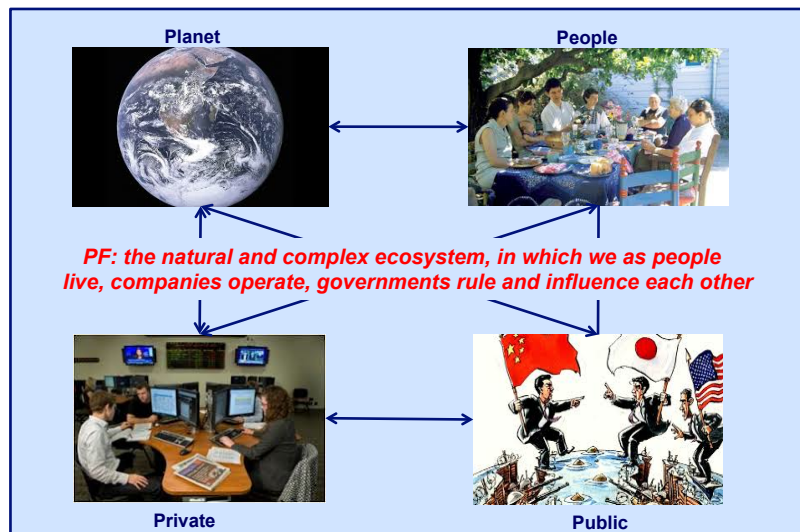 Planet
People
PF: the natural and complex ecosystem, in which we as people
live, companies operate, governments rule and influence each other
Private
Public